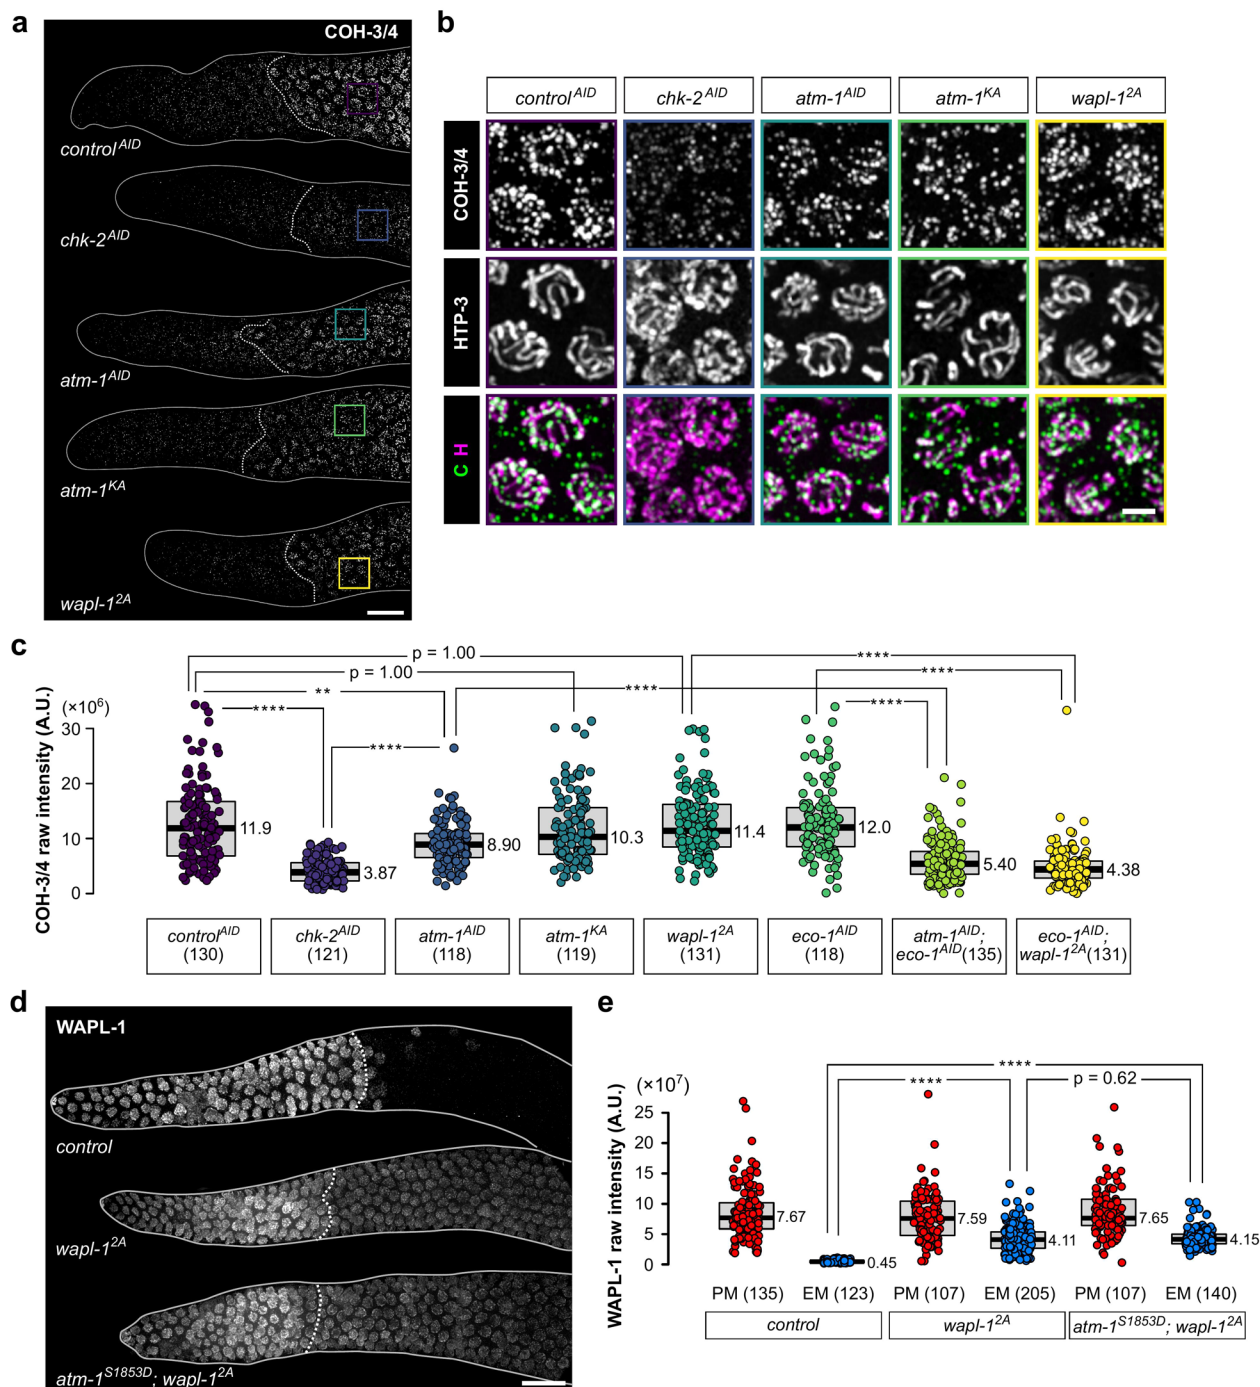 a
COH-3/4
control^AID
chk-2^AID
atm-1^AID
atm-1^KA
wapl-1^2A
b
control^AID
chk-2^AID
atm-1^AID
atm-1^KA
wapl-1^2A
COH-3/4
HTP-3
C H
c
p = 1.00
****
p = 1.00
****
**
****
****
****
****
COH-3/4 raw intensity (A.U.)
(×10^6)
30
20
10
0
11.9
3.87
8.90
10.3
11.4
12.0
5.40
4.38
control^AID
(130)
chk-2^AID
(121)
atm-1^AID
(118)
atm-1^KA
(119)
wapl-1^2A
(131)
eco-1^AID
(118)
atm-1^AID;
eco-1^AID(135)
eco-1^AID;
wapl-1^2A(131)
d
WAPL-1
control
wapl-1^2A
atm-1^S1853D; wapl-1^2A
e
****
****
p = 0.62
WAPL-1 raw intensity (A.U.)
(×10^7)
25
20
15
10
5
0
7.67
0.45
7.59
4.11
7.65
4.15
PM (135)
EM (123)
PM (107)
EM (205)
PM (107)
EM (140)
control
wapl-1^2A
atm-1^S1853D; wapl-1^2A